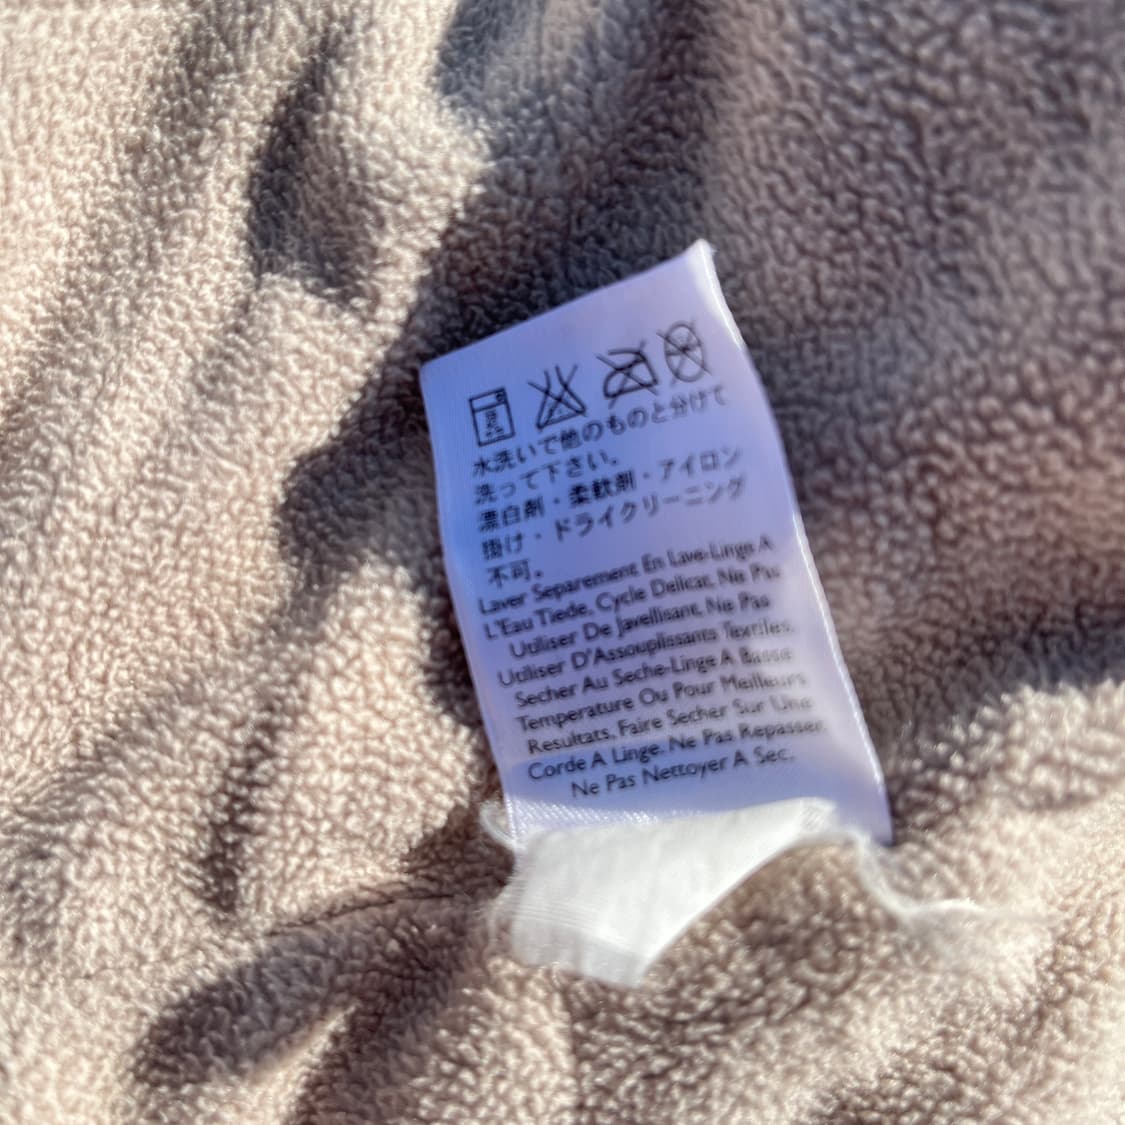 水洗いで他のものと分けて
洗って下さい。
漂白剤・柔軟剤・アイロン
掛け・ドライクリーニング
不可。
Laver Separement En Lave-Linge A
L'Eau Tiede, Cycle Delicat, Ne Pas
Utiliser De Javellisant, Ne Pas
Utiliser D'Assouplissants Textiles,
Secher Au Seche-Linge A Basse
Temperature Ou Pour Meilleurs
Resultats, Faire Secher Sur Une
Corde A Linge. Ne Pas Repasser.
Ne Pas Nettoyer A Sec.